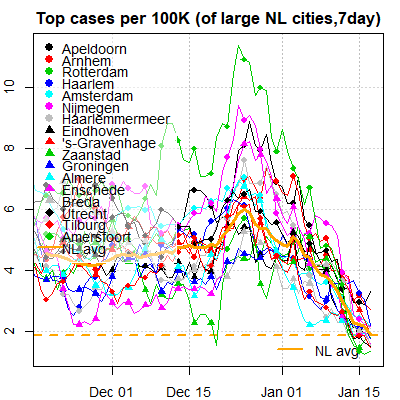 Top cases per 100K (of large NL cities,7day)
Apeldoorn
Arnhem
Rotterdam
Haarlem
Amsterdam
Nijmegen
Haarlemmermeer
Eindhoven
's-Gravenhage
Zaanstad
Groningen
Almere
Enschede
Breda
Utrecht
Tilburg
Amersfoort
NL avg
10
8
6
4
2
NL avg
Dec 01
Dec 15
Jan 01
Jan 15